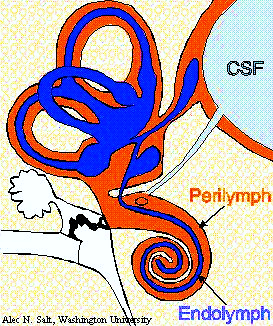 CSF
Perilymph
Endolymph
Alec N. Salt, Washington University